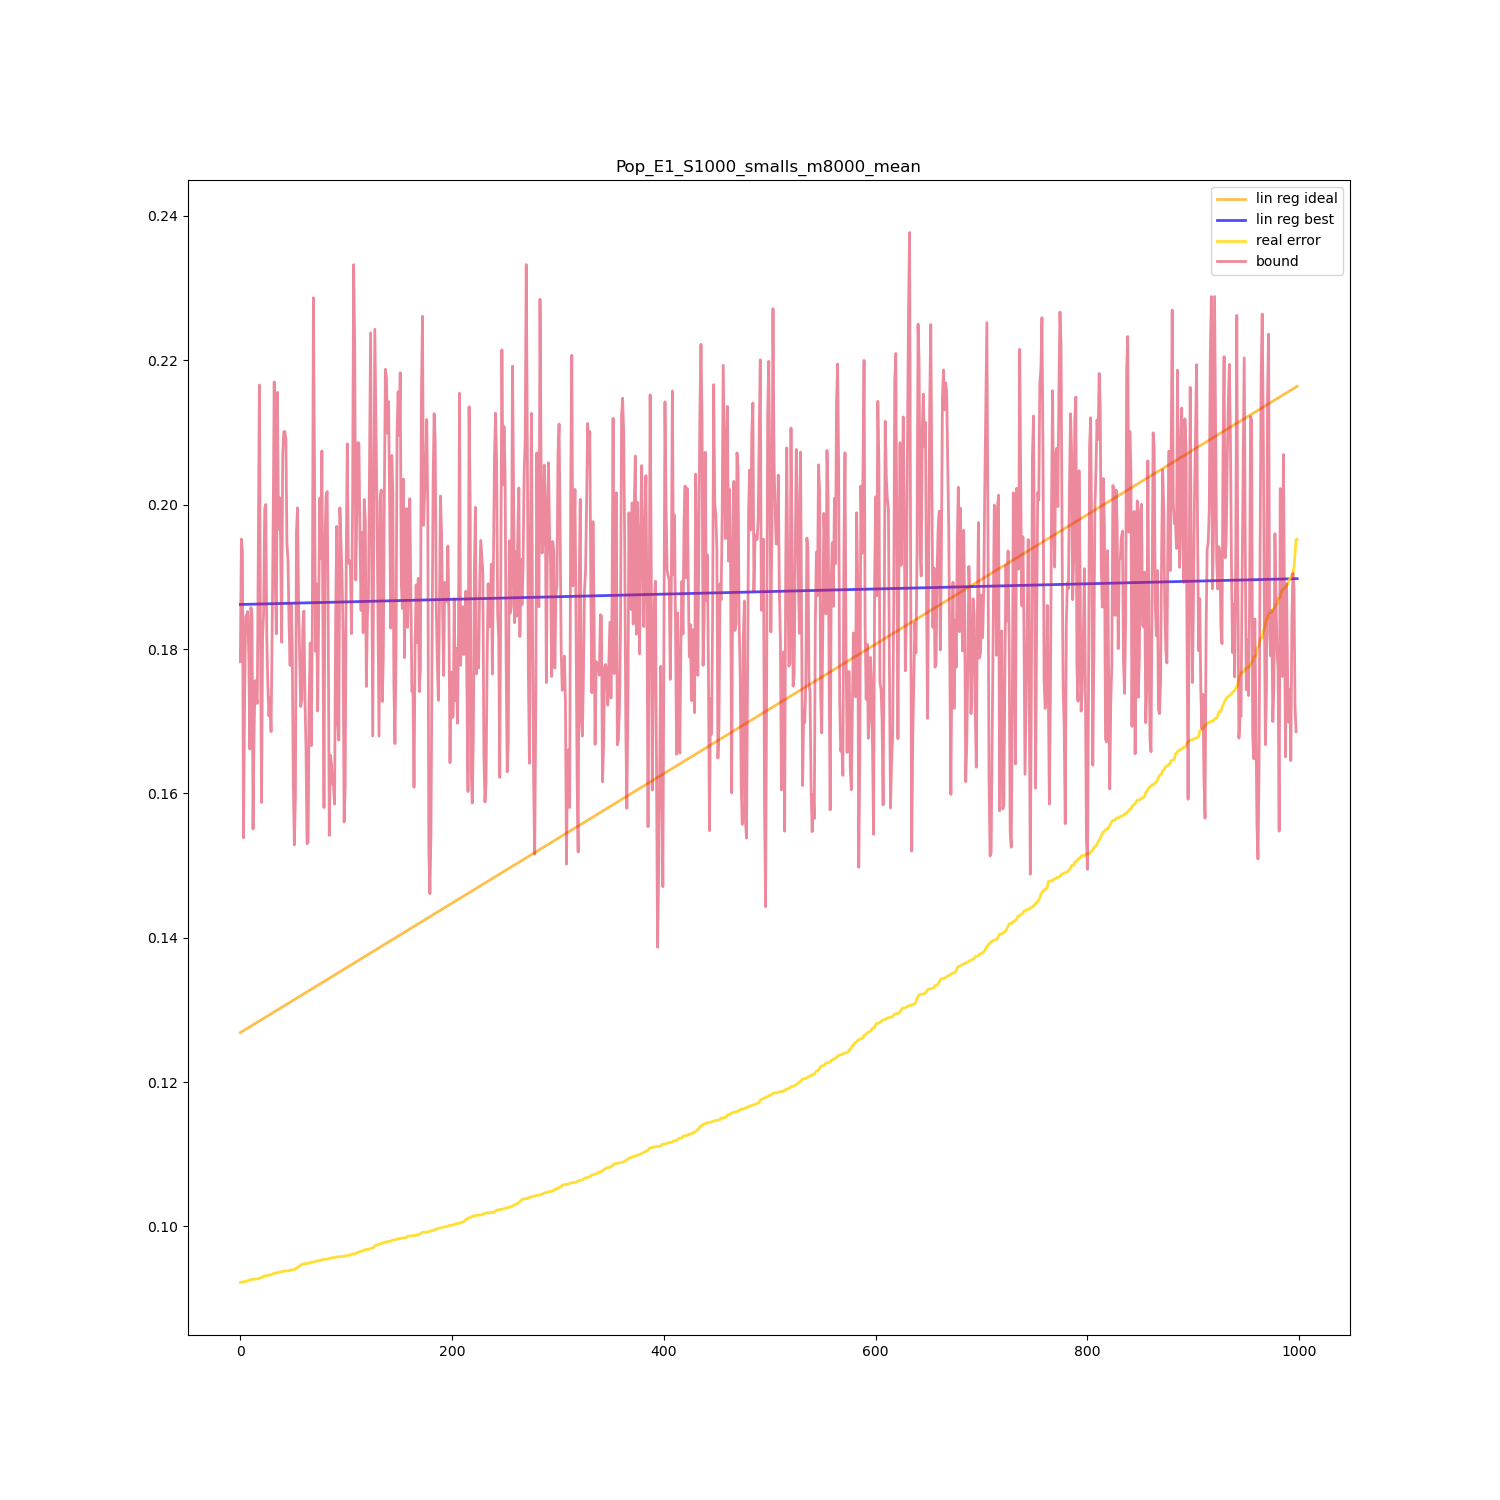 Pop_E1_S1000_smalls_m8000_mean
lin reg ideal
lin reg best
real error
bound
0.24
0.22
0.20
0.18
0.16
0.14
0.12
0.10
0 200 400 600 800 1000